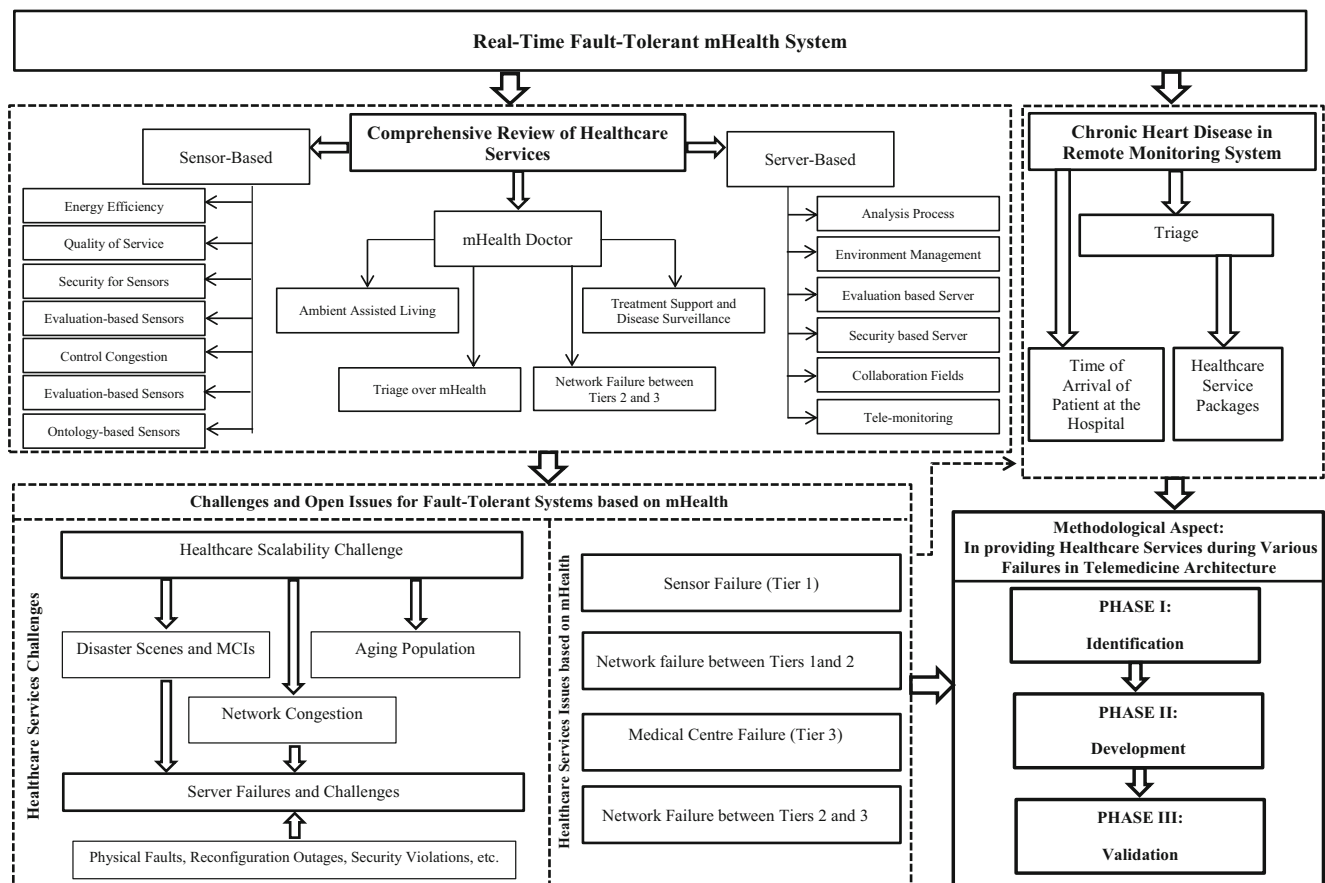 Real-Time Fault-Tolerant mHealth System
Comprehensive Review of Healthcare
Services
Sensor-Based
Energy Efficiency
Quality of Service
Security for Sensors
Evaluation-based Sensors
Control Congestion
Evaluation-based Sensors
Ontology-based Sensors
mHealth Doctor
Ambient Assisted Living
Treatment Support and
Disease Surveillance
Triage over mHealth
Network Failure between
Tiers 2 and 3
Server-Based
Analysis Process
Environment Management
Evaluation based Server
Security based Server
Collaboration Fields
Tele-monitoring
Chronic Heart Disease in
Remote Monitoring System
Triage
Time of
Arrival of
Patient at the
Hospital
Healthcare
Service
Packages
Challenges and Open Issues for Fault-Tolerant Systems based on mHealth
Healthcare Services Challenges
Healthcare Scalability Challenge
Disaster Scenes and MCIs
Aging Population
Network Congestion
Server Failures and Challenges
Physical Faults, Reconfiguration Outages, Security Violations, etc.
Healthcare Services Issues based on mHealth
Sensor Failure (Tier 1)
Network failure between Tiers 1and 2
Medical Centre Failure (Tier 3)
Network Failure between Tiers 2 and 3
Methodological Aspect:
In providing Healthcare Services during Various
Failures in Telemedicine Architecture
PHASE I:
Identification
PHASE II:
Development
PHASE III:
Validation